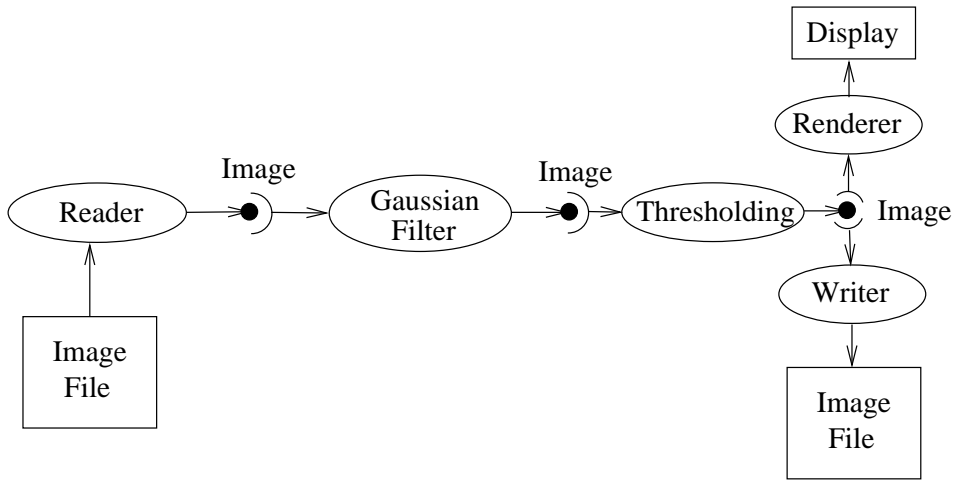 Display
Renderer
Image
Image
Reader
Gaussian
Filter
Thresholding
Image
Writer
Image
File
Image
File